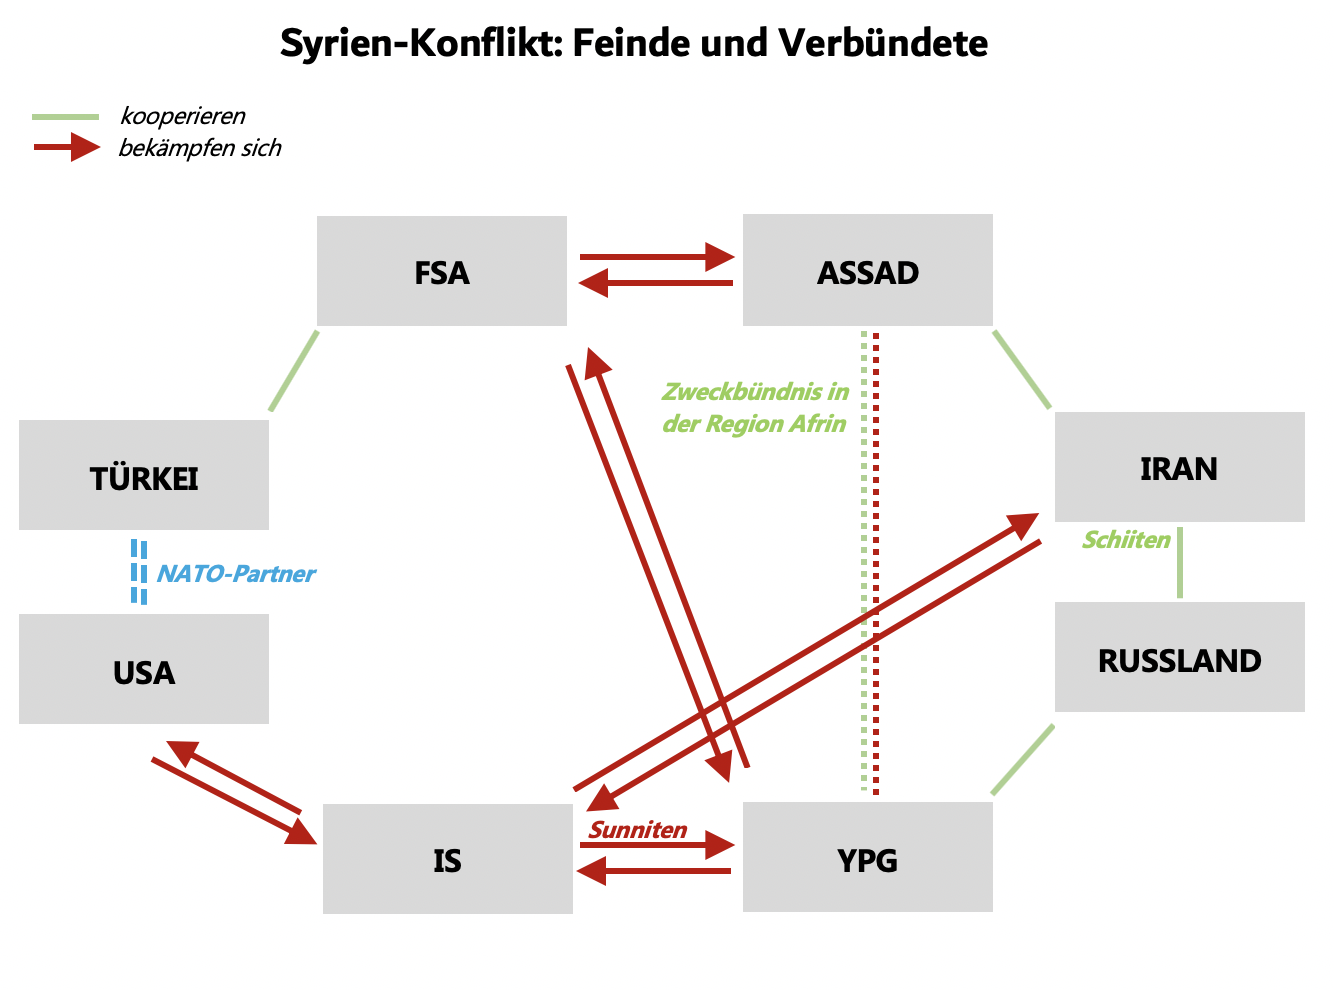 Syrien-Konflikt: Feinde und Verbündete
kooperieren
bekämpfen sich
FSA
ASSAD
Zweckbündnis in
der Region Afrin
TÜRKEI
IRAN
Schiiten
NATO-Partner
USA
RUSSLAND
Sunniten
IS
YPG